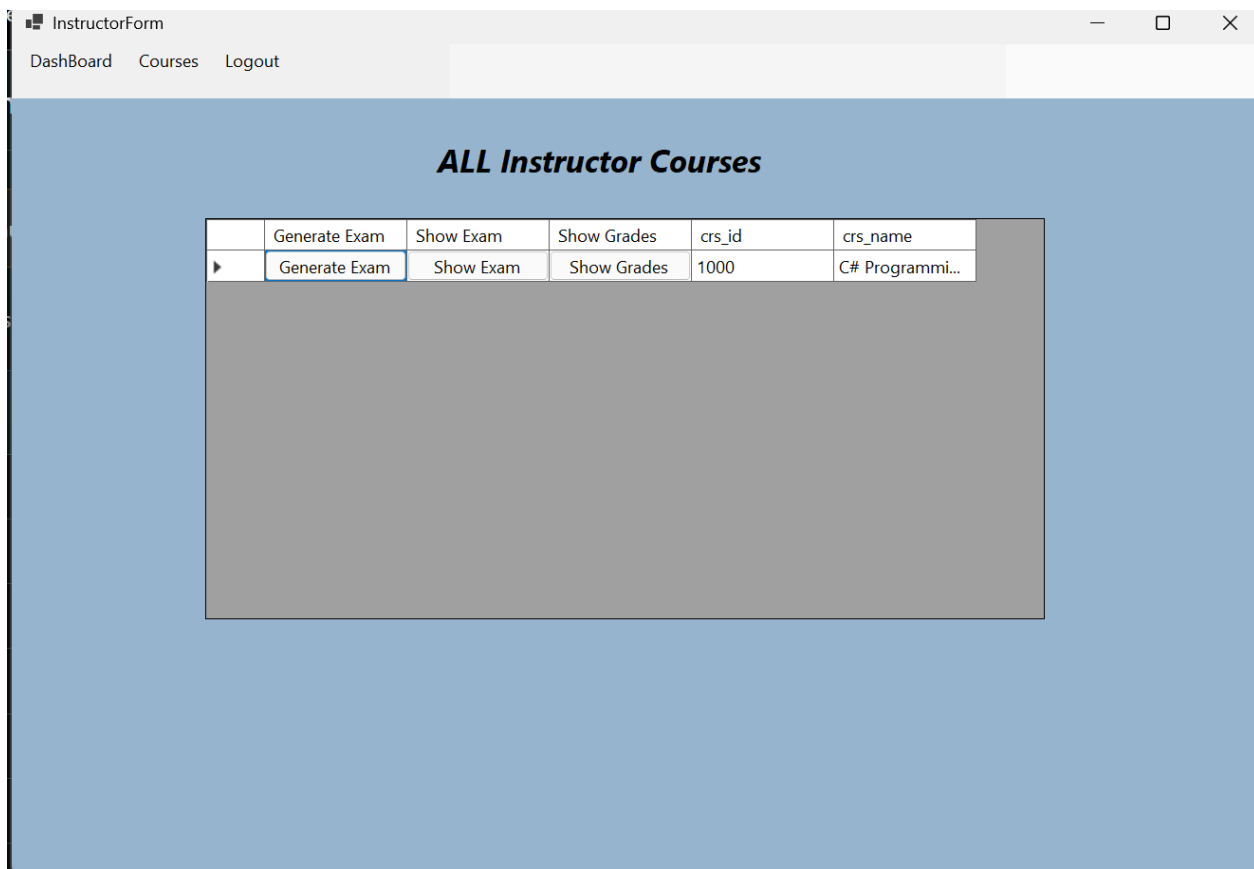 InstructorForm
DashBoard Courses Logout
ALL Instructor Courses
Generate Exam Show Exam Show Grades crs_id crs_name
Generate Exam Show Exam Show Grades 1000 C# Programmi...